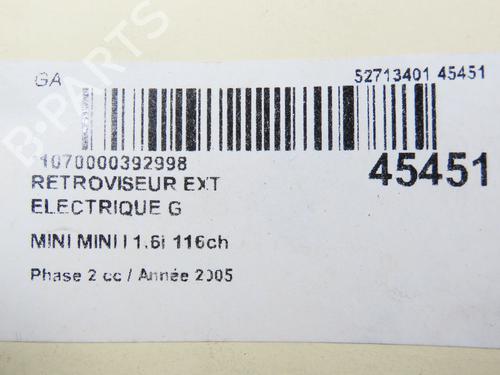 GA
52713401 45451
*1070000392998
45451
RETROVISEUR EXT
ELECTRIQUE G
MINI MINI I 1.6i 116ch
Phase 2 cc / Année 2005
B-PARTS